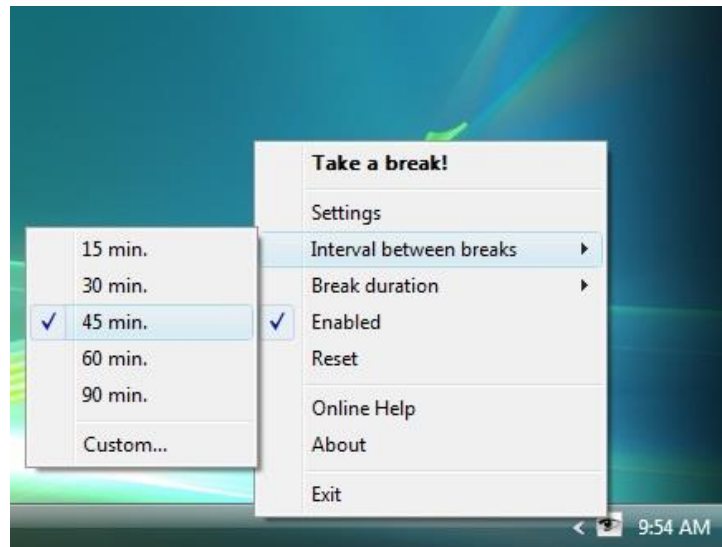 Take a break!
Settings
Interval between breaks
Break duration
Enabled
Reset
Online Help
About
Exit
15 min.
30 min.
45 min.
60 min.
90 min.
Custom...
9:54 AM